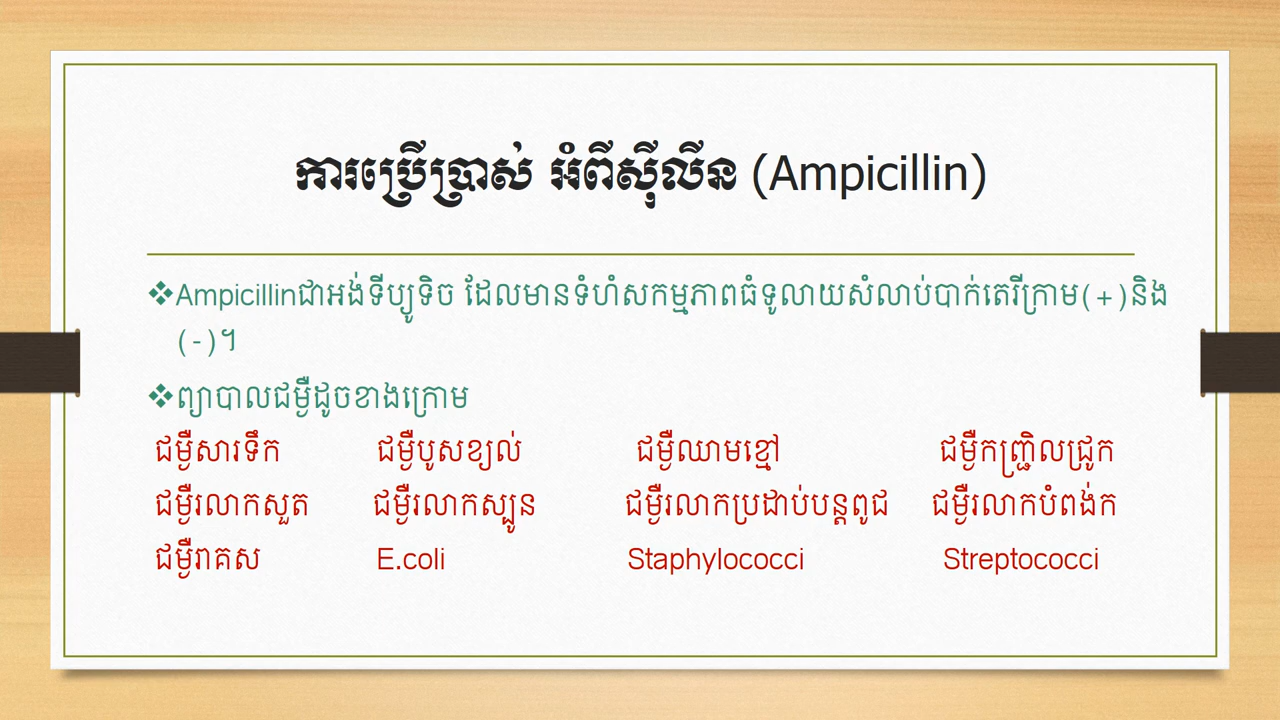 ការប្រើប្រាស់ អំពីស៊ីលីន (Ampicillin)
❖Ampicillinជាអង់ទីប្យូទិច ដែលមានទំហំសកម្មភាពធំទូលាយសំលាប់បាក់តេរីក្រាម(+)និង
(-)។
❖ព្យាបាលជម្ងឺដូចខាងក្រោម
ជម្ងឺសារទឹក ជម្ងឺបូសខ្យល់ ជម្ងឺឈាមខ្មៅ ជម្ងឺកញ្ជ្រិលជ្រូក
ជម្ងឺរលាកសួត ជម្ងឺរលាកស្បូន ជម្ងឺរលាកប្រដាប់បន្តពូជ ជម្ងឺរលាកបំពង់ក
ជម្ងឺរាគស E.coli Staphylococci Streptococci